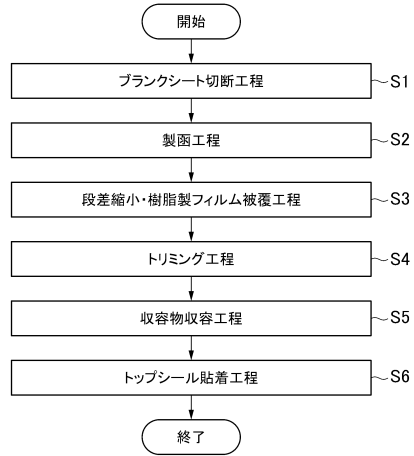 開始
ブランクシート切断工程 S1
製函工程 S2
段差縮小・樹脂製フィルム被覆工程 S3
トリミング工程 S4
収容物収容工程 S5
トップシール貼着工程 S6
終了